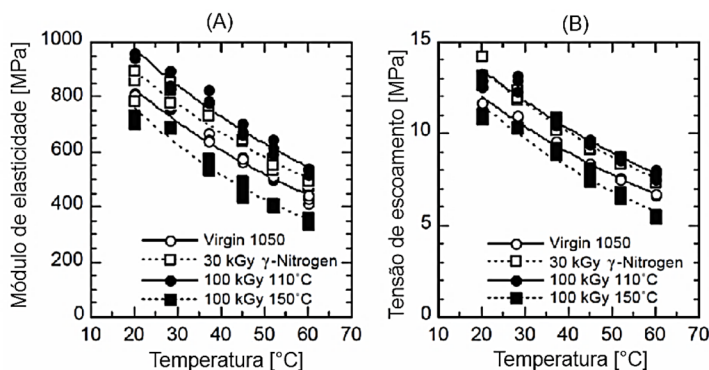 (A)
Módulo de elasticidade [MPa]
1000
800
600
400
200
0
Virgin 1050
30 kGy γ-Nitrogen
100 kGy 110°C
100 kGy 150°C
10 20 30 40 50 60 70
Temperatura [°C]
(B)
Tensão de escoamento [MPa]
15
10
5
0
Virgin 1050
30 kGy γ-Nitrogen
100 kGy 110°C
100 kGy 150°C
10 20 30 40 50 60 70
Temperatura [°C]